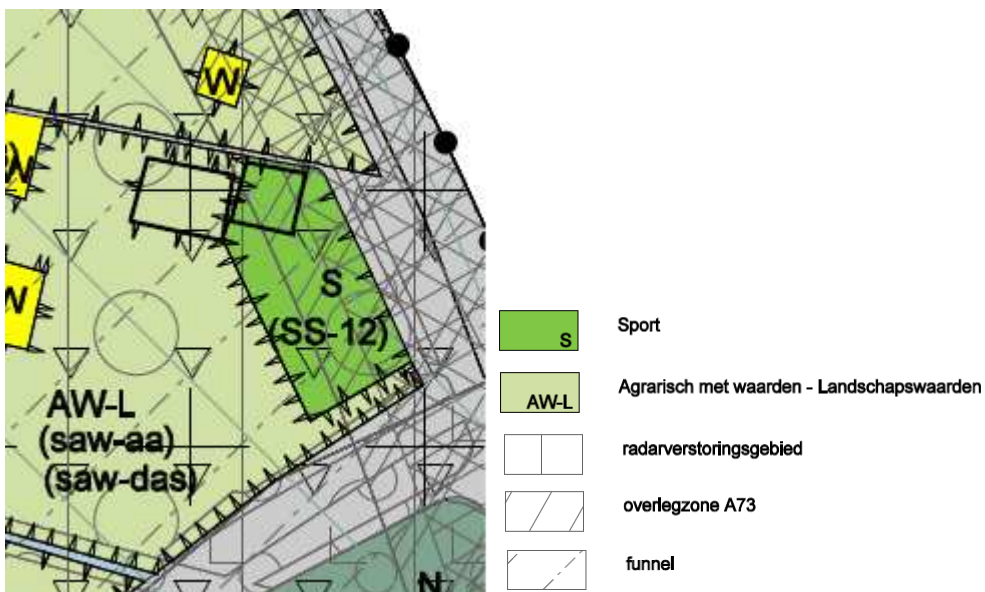 W
W
S
(SS-12)
W
AW-L
(saw-aa)
(saw-das)
N
S
Sport
AW-L
Agrarisch met waarden - Landschapswaarden
radarverstoringsgebied
overlegzone A73
funnel